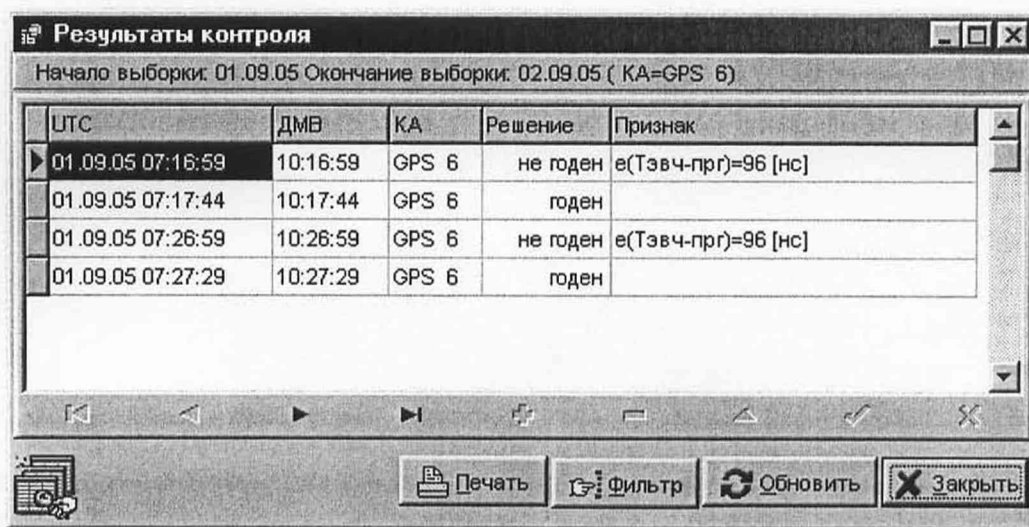 Результаты контроля
Начало выборки: 01.09.05 Окончание выборки: 02.09.05 ( КА=GPS 6)
UTC ДМВ КА Решение Признак
01.09.05 07:16:59 10:16:59 GPS 6 не годен e(Тэвч-прг)=96 [нс]
01.09.05 07:17:44 10:17:44 GPS 6 годен
01.09.05 07:26:59 10:26:59 GPS 6 не годен e(Тэвч-прг)=96 [нс]
01.09.05 07:27:29 10:27:29 GPS 6 годен
Печать Фильтр Обновить Закрыть